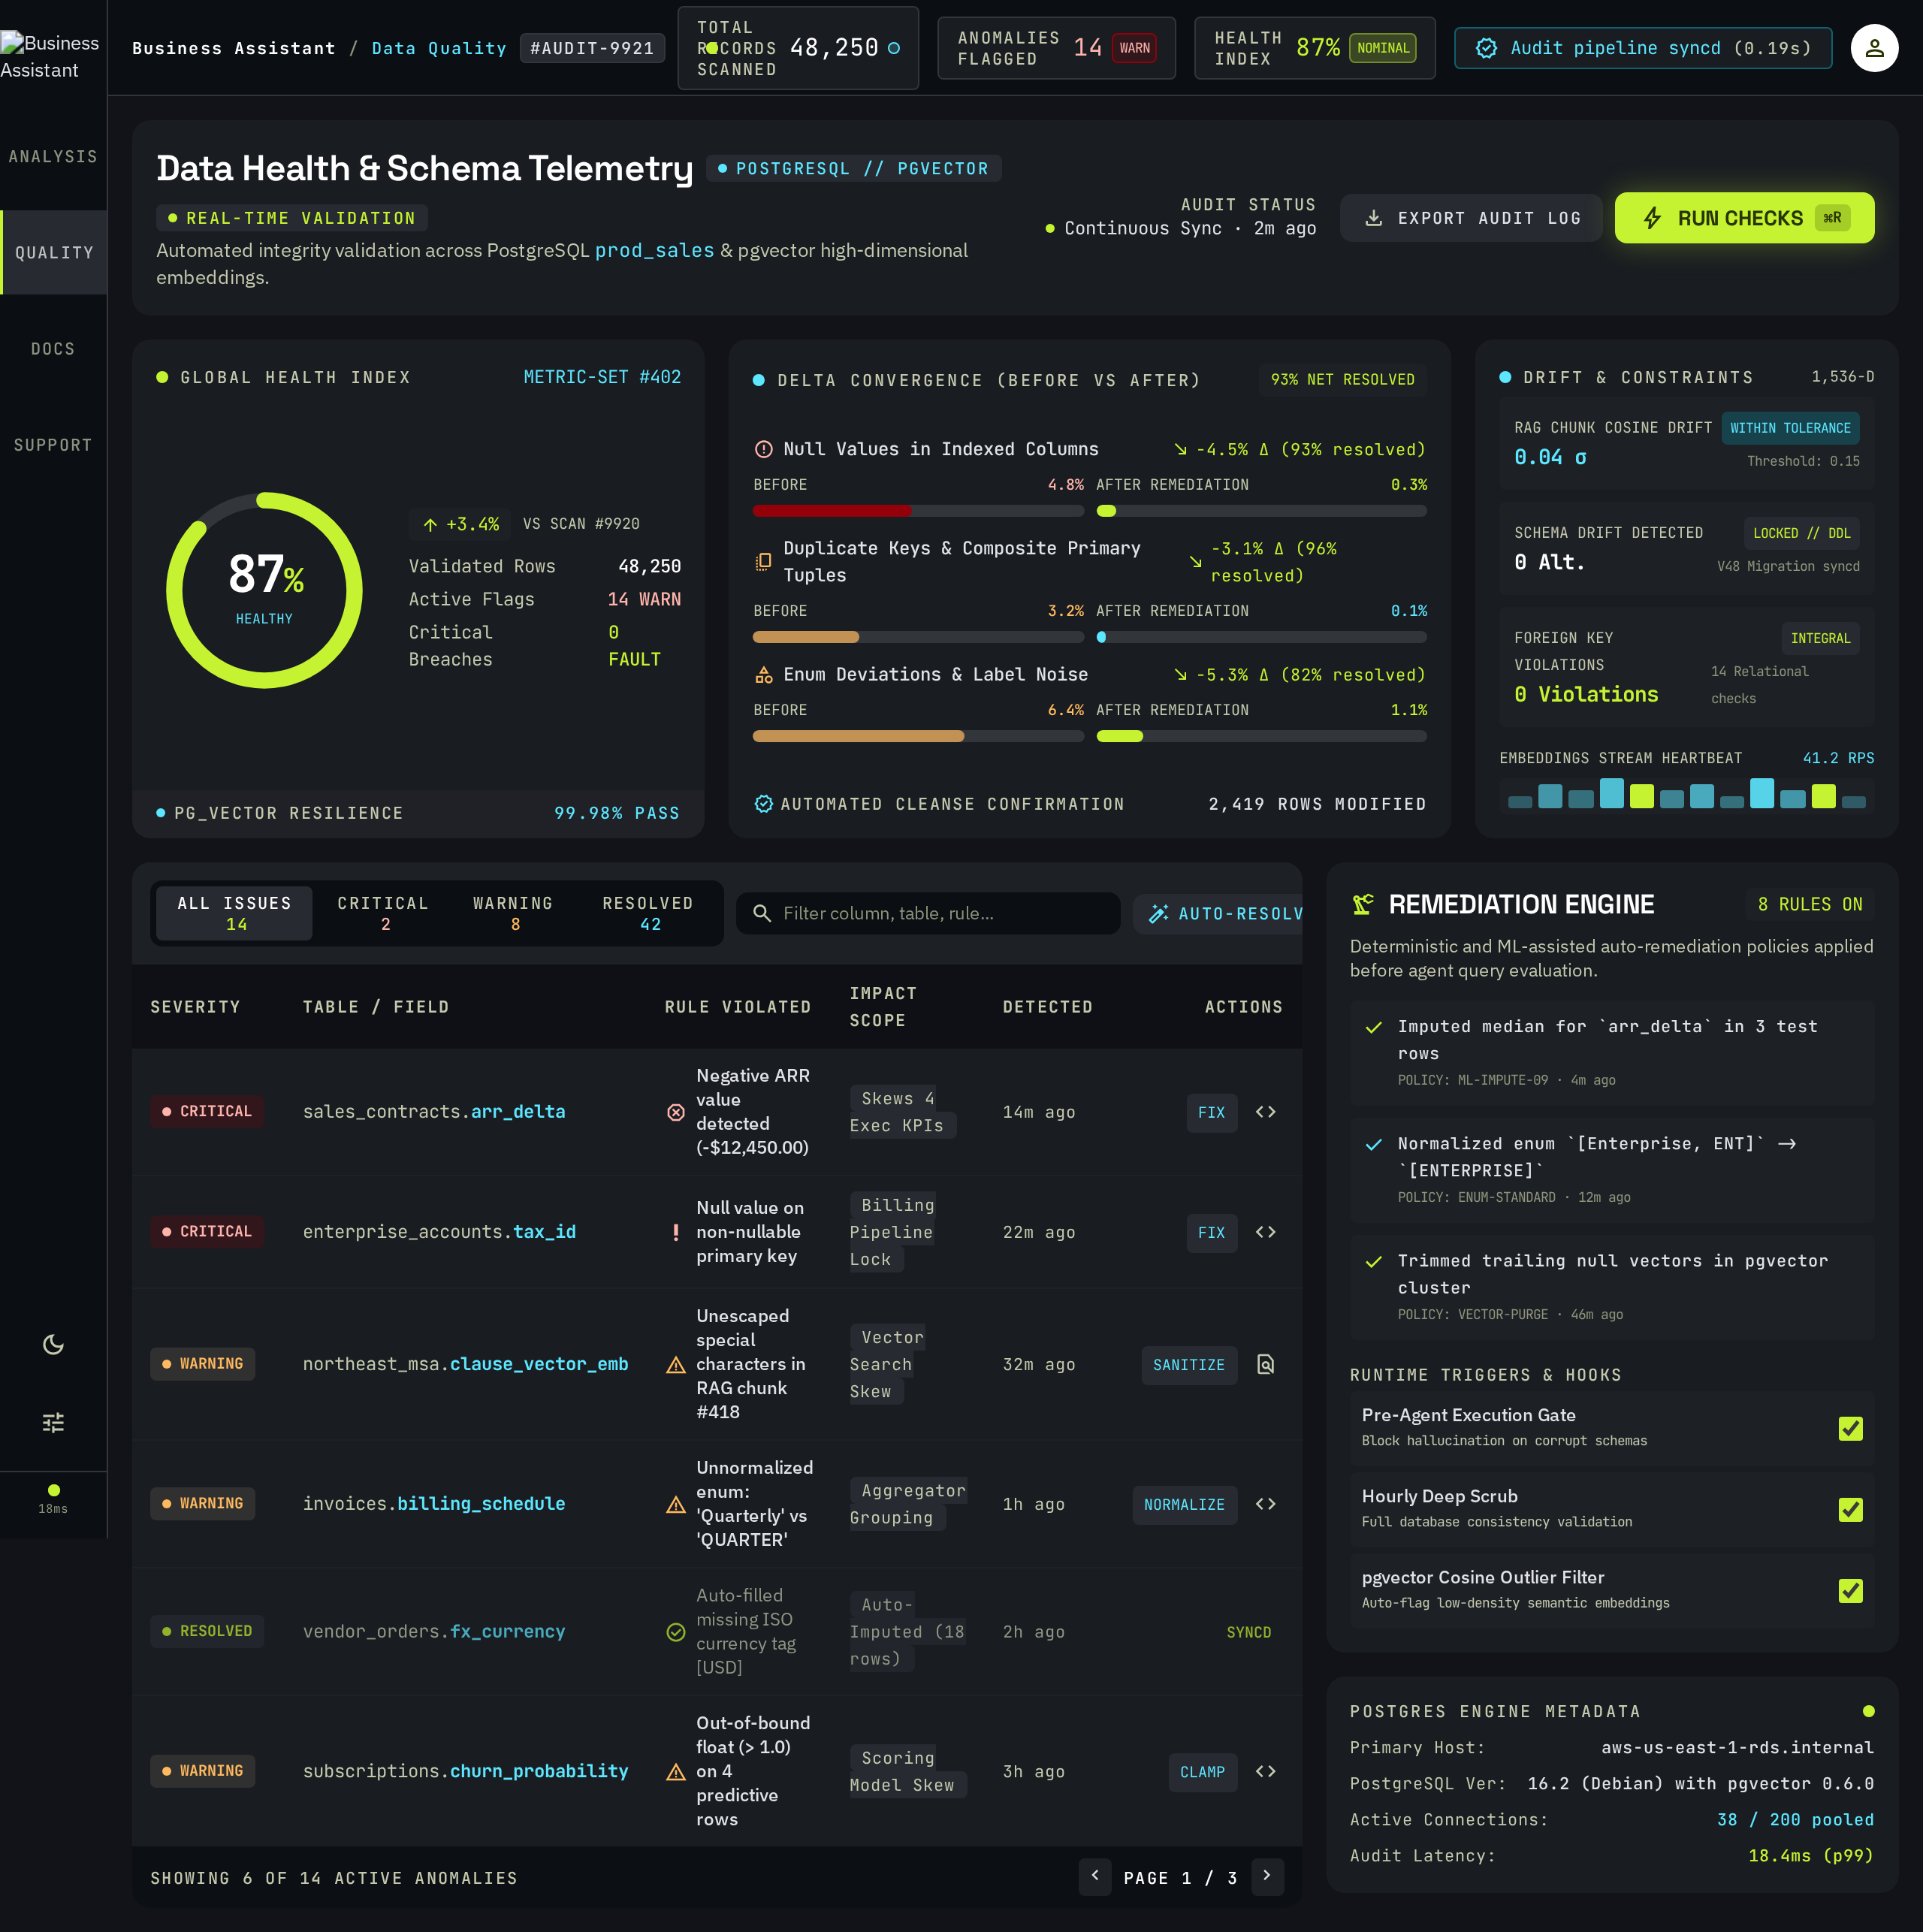 Business
Assistant
ANALYSIS
QUALITY
DOCS
SUPPORT
18ms
Business Assistant / Data Quality #AUDIT-9921
TOTAL
RECORDS
SCANNED
48,250
ANOMALIES
FLAGGED
14 WARN
HEALTH
INDEX
87% NOMINAL
Audit pipeline syncd (0.19s)
Data Health & Schema Telemetry
POSTGRESQL // PGVECTOR
REAL-TIME VALIDATION
Automated integrity validation across PostgreSQL prod_sales & pgvector high-dimensional
embeddings.
AUDIT STATUS
Continuous Sync · 2m ago
EXPORT AUDIT LOG
RUN CHECKS ⌘R
GLOBAL HEALTH INDEX METRIC-SET #402
87%
HEALTHY
+3.4% VS SCAN #9920
Validated Rows 48,250
Active Flags 14 WARN
Critical
Breaches
0
FAULT
PG_VECTOR RESILIENCE 99.98% PASS
DELTA CONVERGENCE (BEFORE VS AFTER) 93% NET RESOLVED
Null Values in Indexed Columns ↘ -4.5% Δ (93% resolved)
BEFORE 4.8% AFTER REMEDIATION 0.3%
Duplicate Keys & Composite Primary
Tuples
↘ -3.1% Δ (96%
resolved)
BEFORE 3.2% AFTER REMEDIATION 0.1%
Enum Deviations & Label Noise ↘ -5.3% Δ (82% resolved)
BEFORE 6.4% AFTER REMEDIATION 1.1%
AUTOMATED CLEANSE CONFIRMATION 2,419 ROWS MODIFIED
DRIFT & CONSTRAINTS 1,536-D
RAG CHUNK COSINE DRIFT WITHIN TOLERANCE
0.04 σ Threshold: 0.15
SCHEMA DRIFT DETECTED LOCKED // DDL
0 Alt. V48 Migration syncd
FOREIGN KEY
VIOLATIONS
INTEGRAL
0 Violations
14 Relational
checks
EMBEDDINGS STREAM HEARTBEAT 41.2 RPS
ALL ISSUES
14
CRITICAL
2
WARNING
8
RESOLVED
42
Filter column, table, rule...
AUTO-RESOLV
SEVERITY TABLE / FIELD RULE VIOLATED IMPACT
SCOPE
DETECTED ACTIONS
CRITICAL
sales_contracts.arr_delta
Negative ARR
value
detected
(-$12,450.00)
Skews 4
Exec KPIs
14m ago
FIX
CRITICAL
enterprise_accounts.tax_id
Null value on
non-nullable
primary key
Billing
Pipeline
Lock
22m ago
FIX
WARNING
northeast_msa.clause_vector_emb
Unescaped
special
characters in
RAG chunk
#418
Vector
Search
Skew
32m ago
SANITIZE
WARNING
invoices.billing_schedule
Unnormalized
enum:
'Quarterly' vs
'QUARTER'
Aggregator
Grouping
1h ago
NORMALIZE
RESOLVED
vendor_orders.fx_currency
Auto-filled
missing ISO
currency tag
[USD]
Auto-
Imputed (18
rows)
2h ago
SYNCD
WARNING
subscriptions.churn_probability
Out-of-bound
float (> 1.0)
on 4
predictive
rows
Scoring
Model Skew
3h ago
CLAMP
SHOWING 6 OF 14 ACTIVE ANOMALIES
PAGE 1 / 3
REMEDIATION ENGINE 8 RULES ON
Deterministic and ML-assisted auto-remediation policies applied
before agent query evaluation.
Imputed median for `arr_delta` in 3 test
rows
POLICY: ML-IMPUTE-09 · 4m ago
Normalized enum `[Enterprise, ENT]` →
`[ENTERPRISE]`
POLICY: ENUM-STANDARD · 12m ago
Trimmed trailing null vectors in pgvector
cluster
POLICY: VECTOR-PURGE · 46m ago
RUNTIME TRIGGERS & HOOKS
Pre-Agent Execution Gate
Block hallucination on corrupt schemas
Hourly Deep Scrub
Full database consistency validation
pgvector Cosine Outlier Filter
Auto-flag low-density semantic embeddings
POSTGRES ENGINE METADATA
Primary Host: aws-us-east-1-rds.internal
PostgreSQL Ver: 16.2 (Debian) with pgvector 0.6.0
Active Connections: 38 / 200 pooled
Audit Latency: 18.4ms (p99)